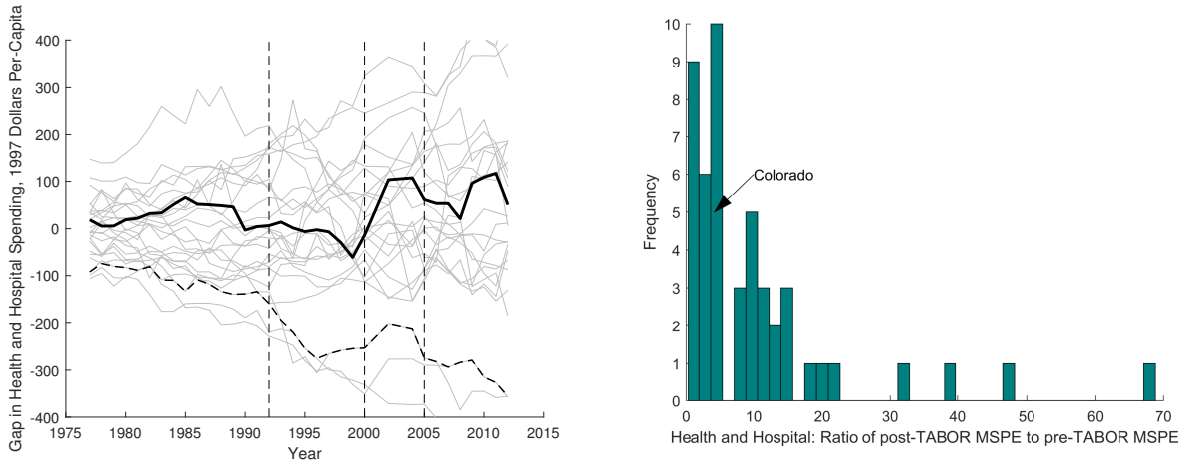 Gap in Health and Hospital Spending, 1997 Dollars Per-Capita
400
300
200
100
0
-100
-200
-300
-400
1975 1980 1985 1990 1995 2000 2005 2010 2015
Year
Frequency
10
9
8
7
6
5
4
3
2
1
0
Colorado
0 10 20 30 40 50 60 70
Health and Hospital: Ratio of post-TABOR MSPE to pre-TABOR MSPE